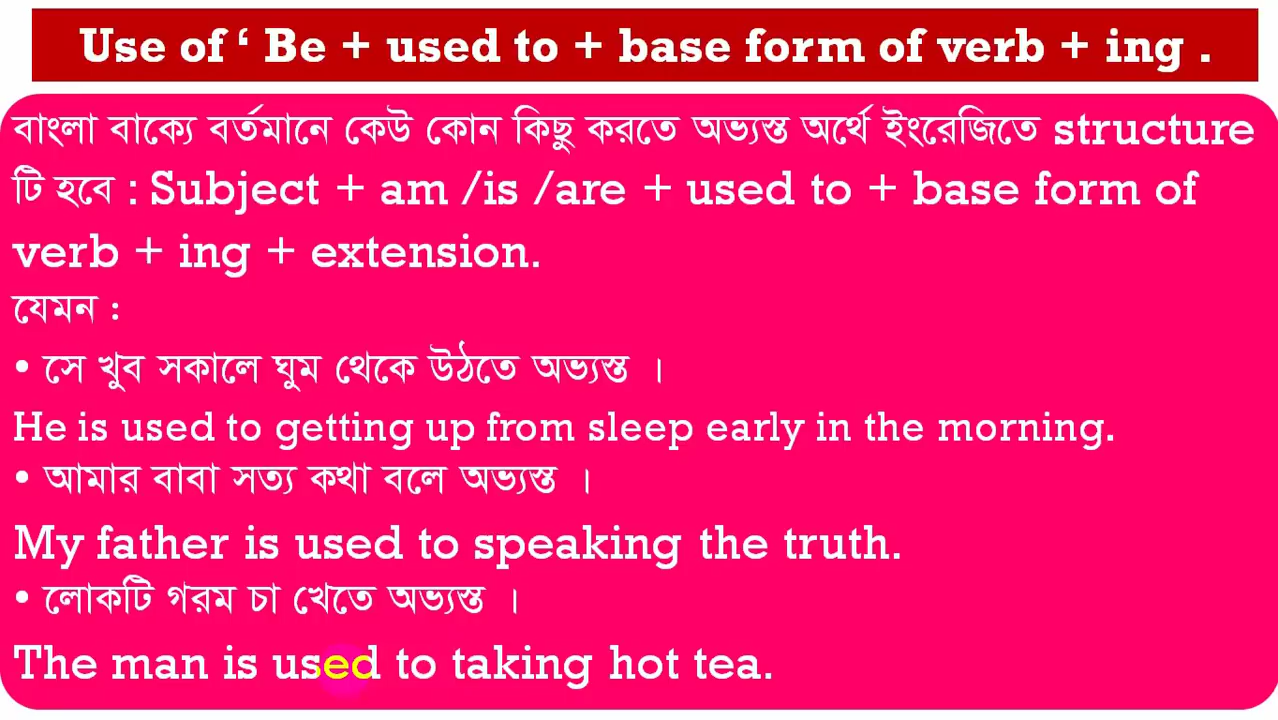 Use of ‘ Be + used to + base form of verb + ing .
বাংলা বাক্যে বর্তমানে কেউ কোন কিছু করতে অভ্যস্ত অর্থে ইংরেজিতে structure
টি হবে : Subject + am /is /are + used to + base form of
verb + ing + extension.
যেমন :
• সে খুব সকালে ঘুম থেকে উঠতে অভ্যস্ত ।
He is used to getting up from sleep early in the morning.
• আমার বাবা সত্য কথা বলে অভ্যস্ত ।
My father is used to speaking the truth.
• লোকটি গরম চা খেতে অভ্যস্ত ।
The man is used to taking hot tea.